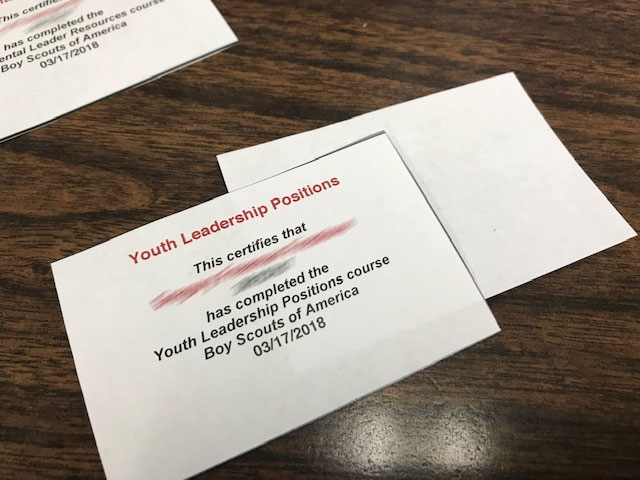 This certifies
has completed the
ental Leader Resources course
Boy Scouts of America
03/17/2018
Youth Leadership Positions
This certifies that
has completed the
Youth Leadership Positions course
Boy Scouts of America
03/17/2018